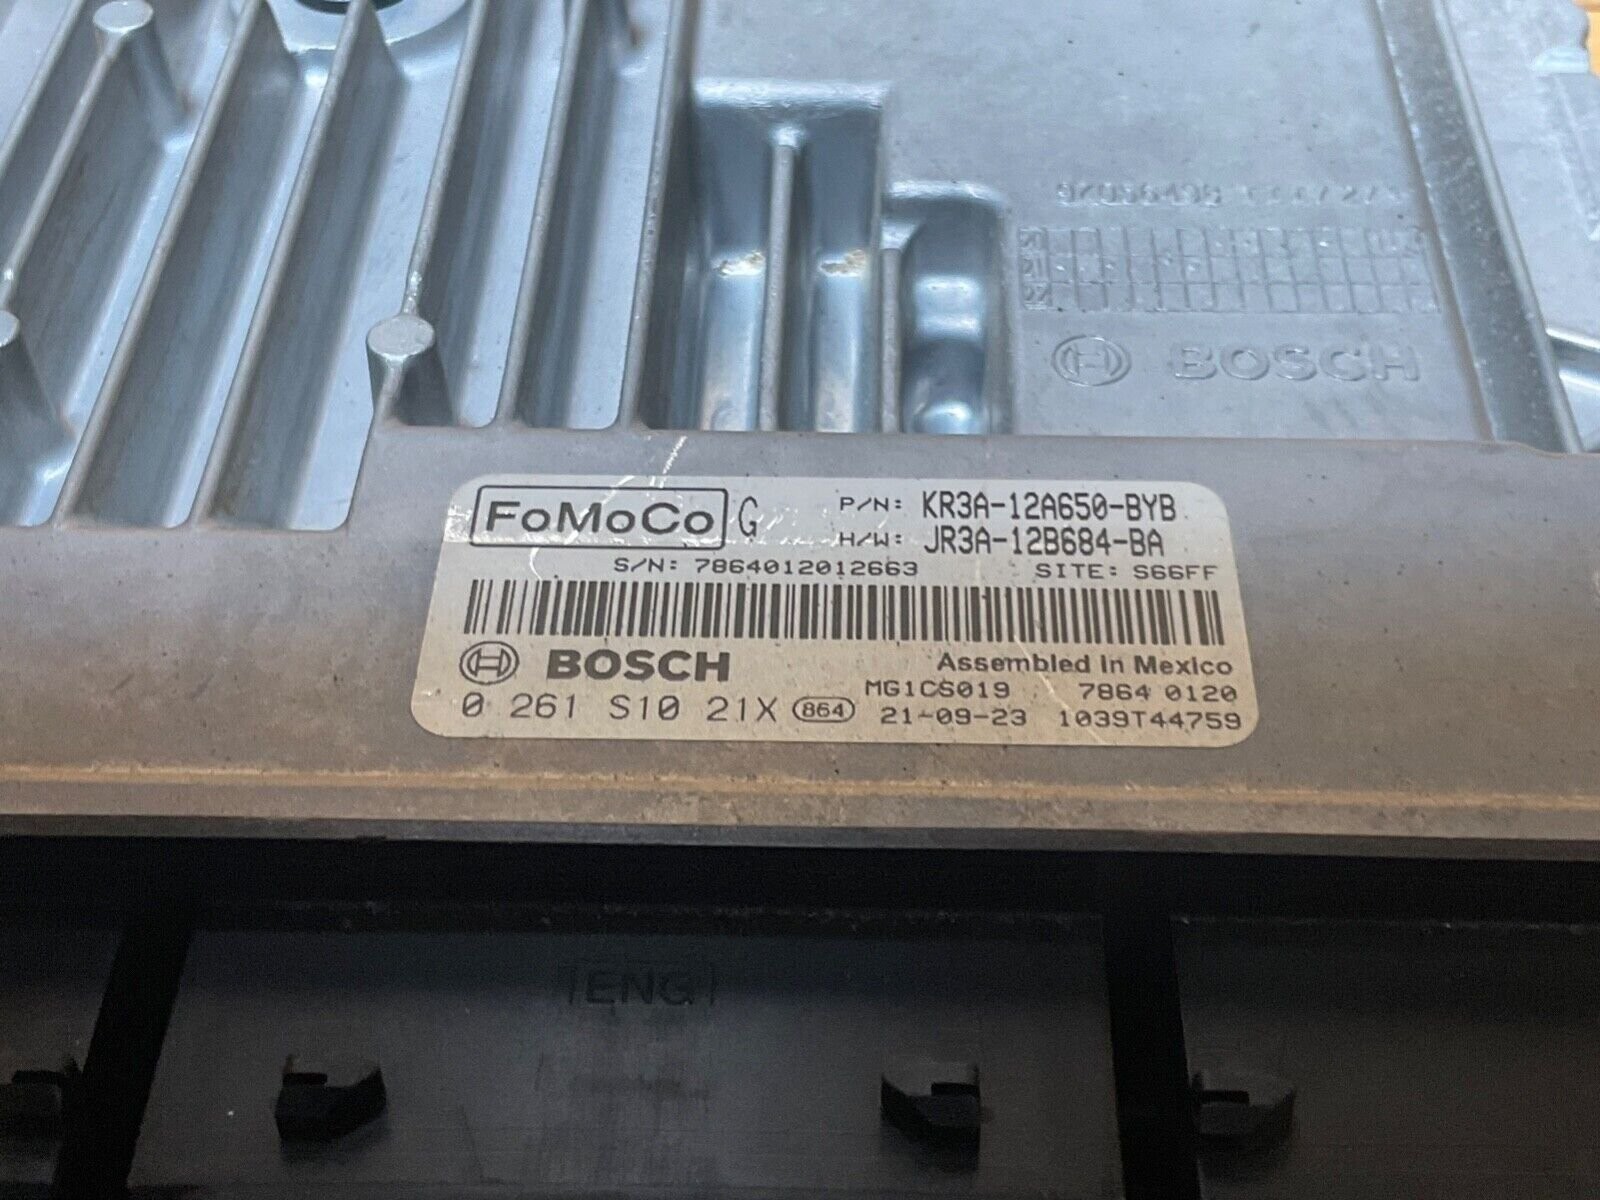 BOSCH
FoMoCo G P/N: KR3A-12A650-BYB
H/W: JR3A-12B684-BA
S/N: 7864012012663 SITE: S66FF
BOSCH Assembled in Mexico
MG1CS019 7864 0120
0 261 S10 21X 864 21-09-23 1039T44759
ENG